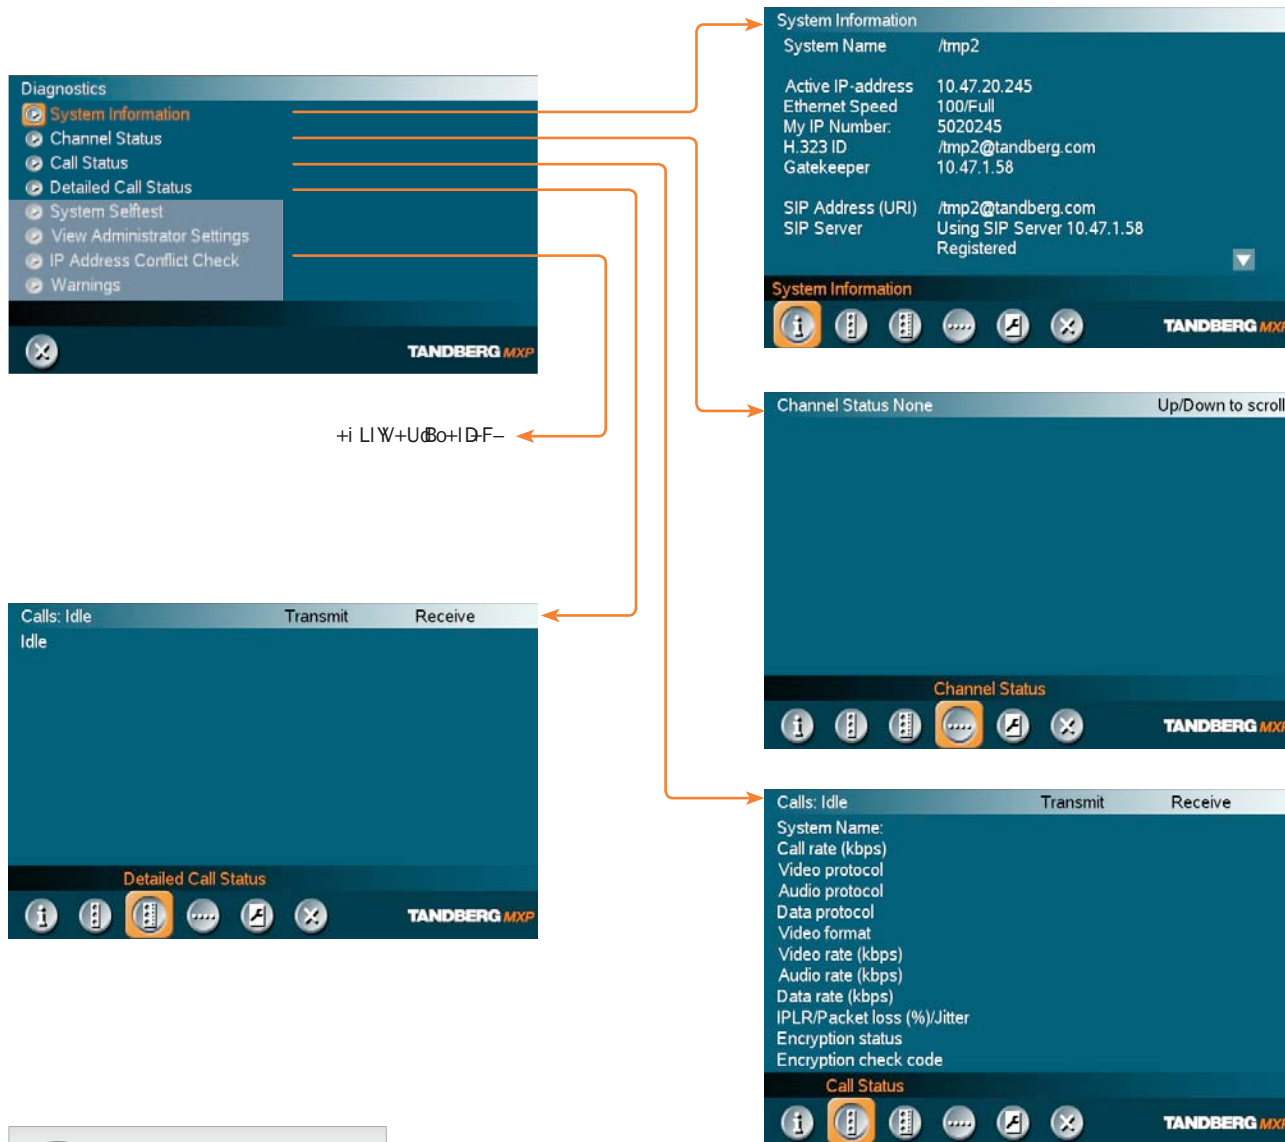 Diagnostics
System Information
Channel Status
Call Status
Detailed Call Status
System Selftest
View Administrator Settings
IP Address Conflict Check
Warnings
TANDBERG MXP
System Information
System Name /tmp2
Active IP-address 10.47.20.245
Ethernet Speed 100/Full
My IP Number: 5020245
H.323 ID /tmp2@tandberg.com
Gatekeeper 10.47.1.58
SIP Address (URI) /tmp2@tandberg.com
SIP Server Using SIP Server 10.47.1.58
Registered
System Information
TANDBERG MXP
Channel Status None Up/Down to scroll
Channel Status
TANDBERG MXP
Calls: Idle Transmit Receive
Idle
Detailed Call Status
TANDBERG MXP
Calls: Idle Transmit Receive
System Name:
Call rate (kbps)
Video protocol
Audio protocol
Data protocol
Video format
Video rate (kbps)
Audio rate (kbps)
Data rate (kbps)
IPLR/Packet loss (%)/Jitter
Encryption status
Encryption check code
Call Status
TANDBERG MXP